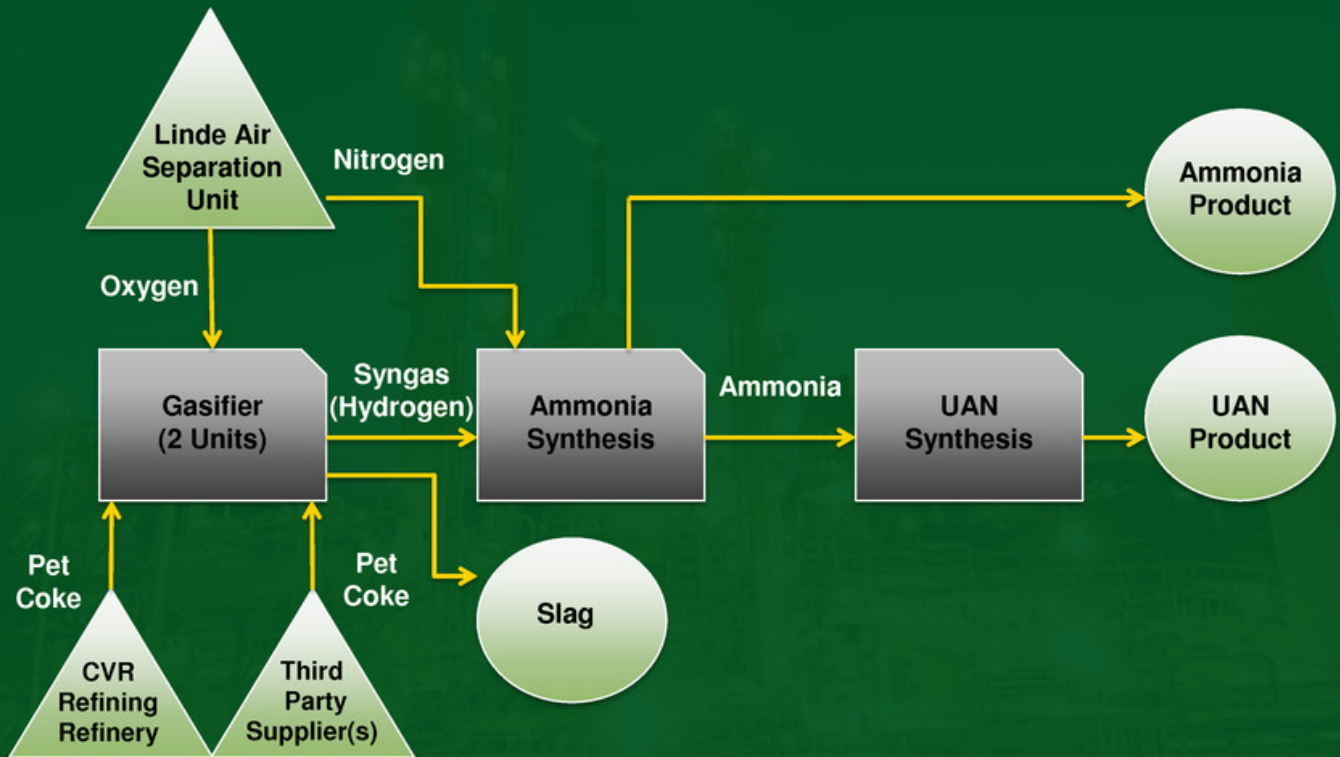 Linde Air
Separation
Unit
Nitrogen
Ammonia
Product
Oxygen
Gasifier
(2 Units)
Syngas
(Hydrogen)
Ammonia
Synthesis
Ammonia
UAN
Synthesis
UAN
Product
Pet
Coke
Pet
Coke
Slag
CVR
Refining
Refinery
Third
Party
Supplier(s)